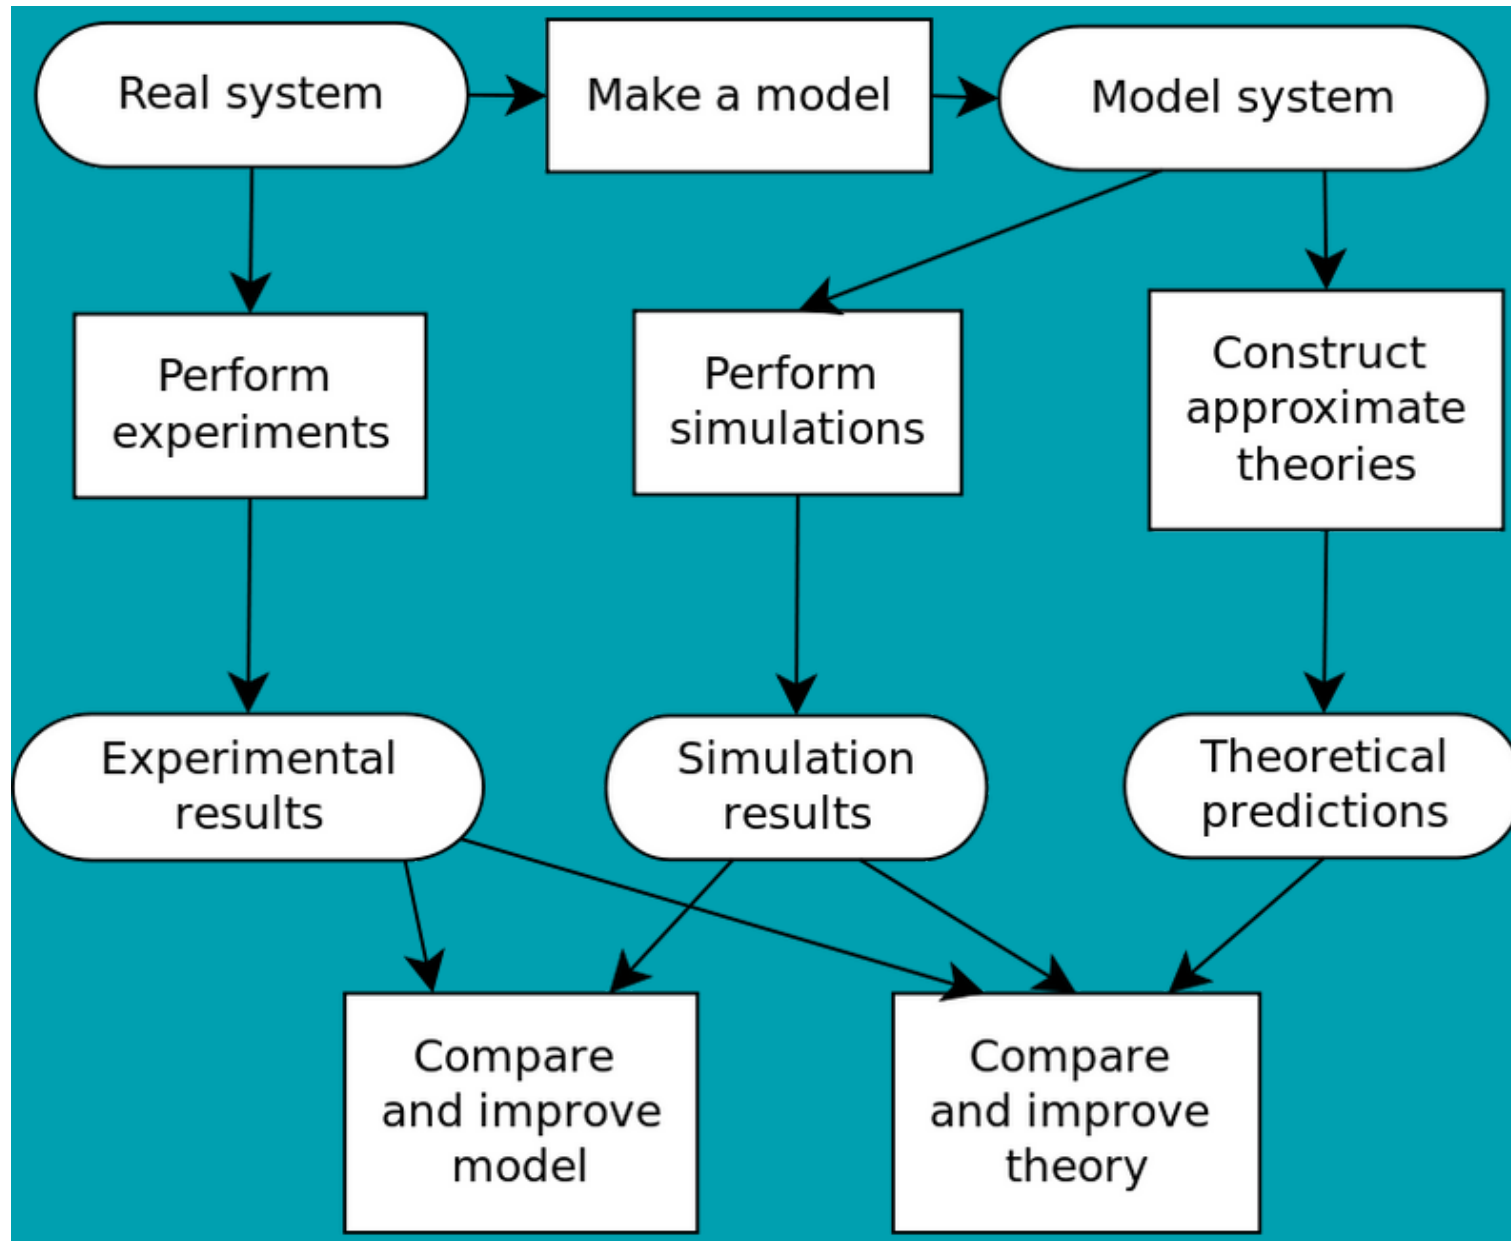 Real system
Make a model
Model system
Perform
experiments
Perform
simulations
Construct
approximate
theories
Experimental
results
Simulation
results
Theoretical
predictions
Compare
and improve
model
Compare
and improve
theory